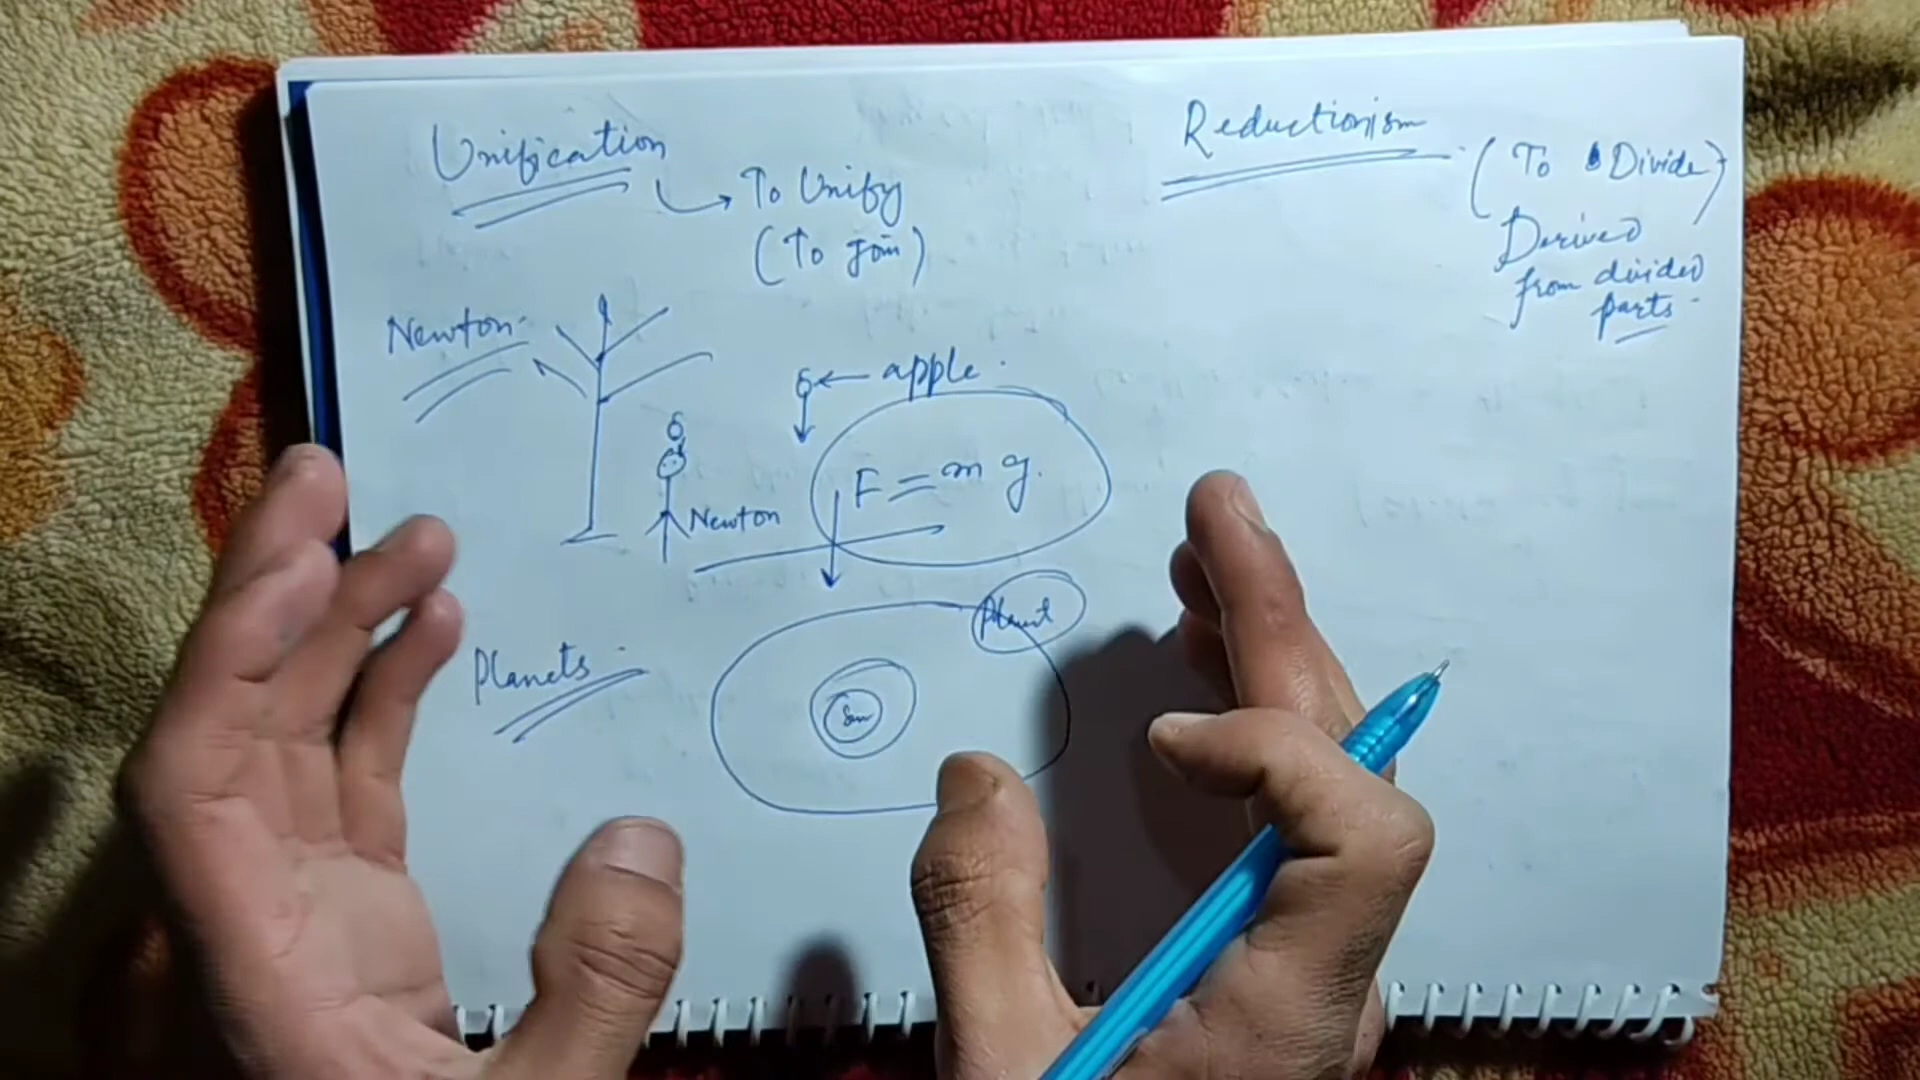 Unification
To Unify
(To Join)
Reductionism
(To Divide)
Derived
from divided
parts.
Newton.
apple.
F = mg.
Newton
Planets.
Planet
Sun